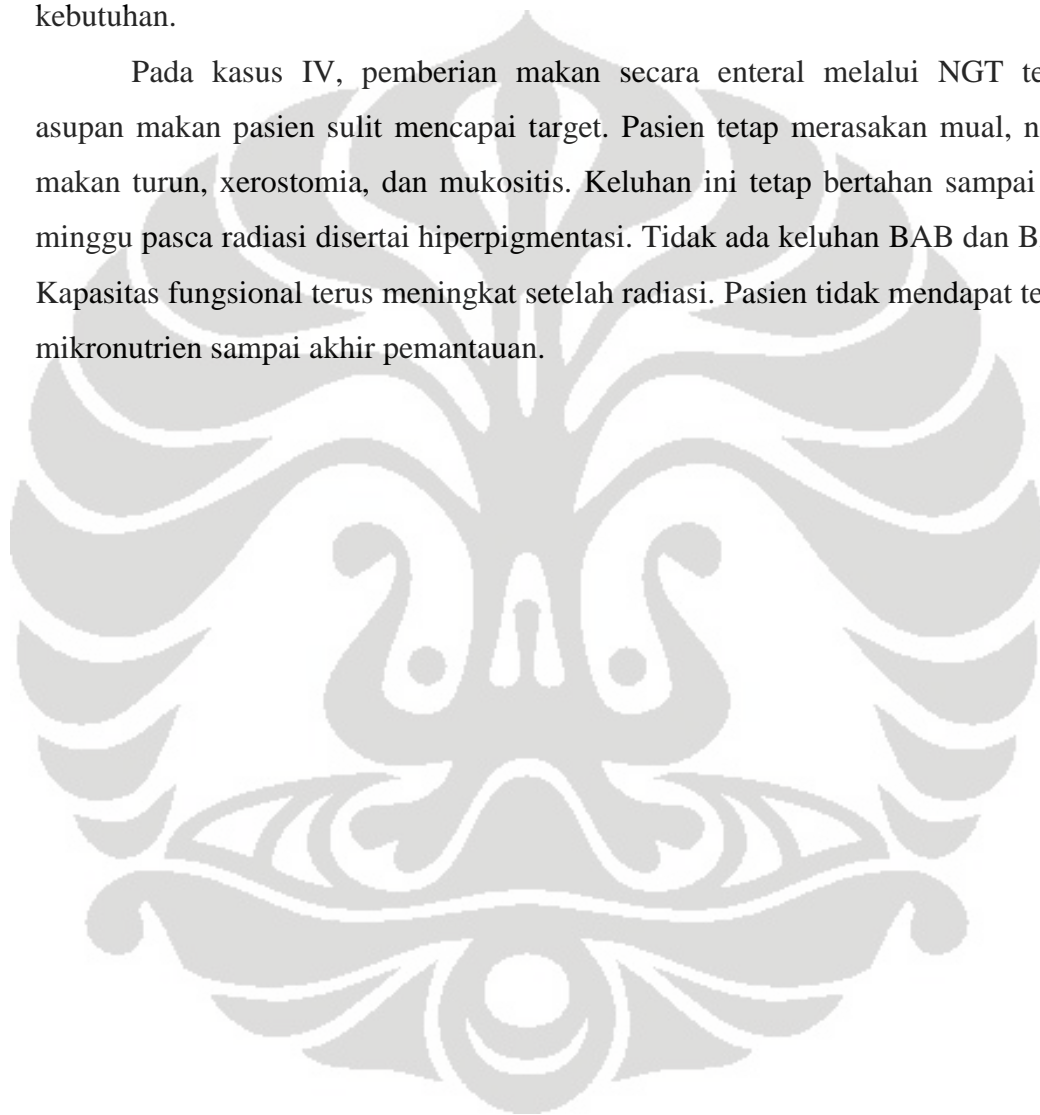 kebutuhan.
Pada kasus IV, pemberian makan secara enteral melalui NGT te
asupan makan pasien sulit mencapai target. Pasien tetap merasakan mual, n
makan turun, xerostomia, dan mukositis. Keluhan ini tetap bertahan sampai
minggu pasca radiasi disertai hiperpigmentasi. Tidak ada keluhan BAB dan B
Kapasitas fungsional terus meningkat setelah radiasi. Pasien tidak mendapat te
mikronutrien sampai akhir pemantauan.